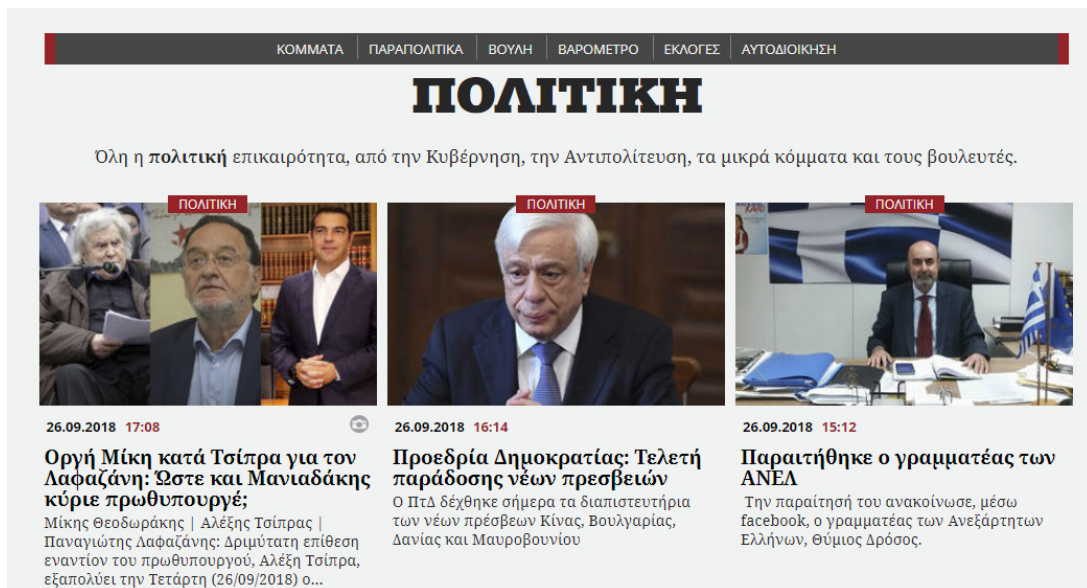 ΚΟΜΜΑΤΑ ΠΑΡΑΠΟΛΙΤΙΚΑ ΒΟΥΛΗ ΒΑΡΟΜΕΤΡΟ ΕΚΛΟΓΕΣ ΑΥΤΟΔΙΟΙΚΗΣΗ
ΠΟΛΙΤΙΚΗ
Όλη η πολιτική επικαιρότητα, από την Κυβέρνηση, την Αντιπολίτευση, τα μικρά κόμματα και τους βουλευτές.
ΠΟΛΙΤΙΚΗ
26.09.2018 17:08
Οργή Μίκη κατά Τσίπρα για τον
Λαφαζάνη: Ώστε και Μανιαδάκης
κύριε πρωθυπουργέ;
Μίκης Θεοδωράκης | Αλέξης Τσίπρας |
Παναγιώτης Λαφαζάνης: Δριμύτατη επίθεση
εναντίον του πρωθυπουργού, Αλέξη Τσίπρα,
εξαπολύει την Τετάρτη (26/09/2018) ο...
ΠΟΛΙΤΙΚΗ
26.09.2018 16:14
Προεδρία Δημοκρατίας: Τελετή
παράδοσης νέων πρεσβειών
Ο ΠτΔ δέχθηκε σήμερα τα διαπιστευτήρια
των νέων πρέσβεων Κίνας, Βουλγαρίας,
Δανίας και Μαυροβουνίου
ΠΟΛΙΤΙΚΗ
26.09.2018 15:12
Παραιτήθηκε ο γραμματέας των
ΑΝΕΛ
Την παραίτησή του ανακοίνωσε, μέσω
facebook, ο γραμματέας των Ανεξάρτητων
Ελλήνων, Θύμιος Δρόσος.